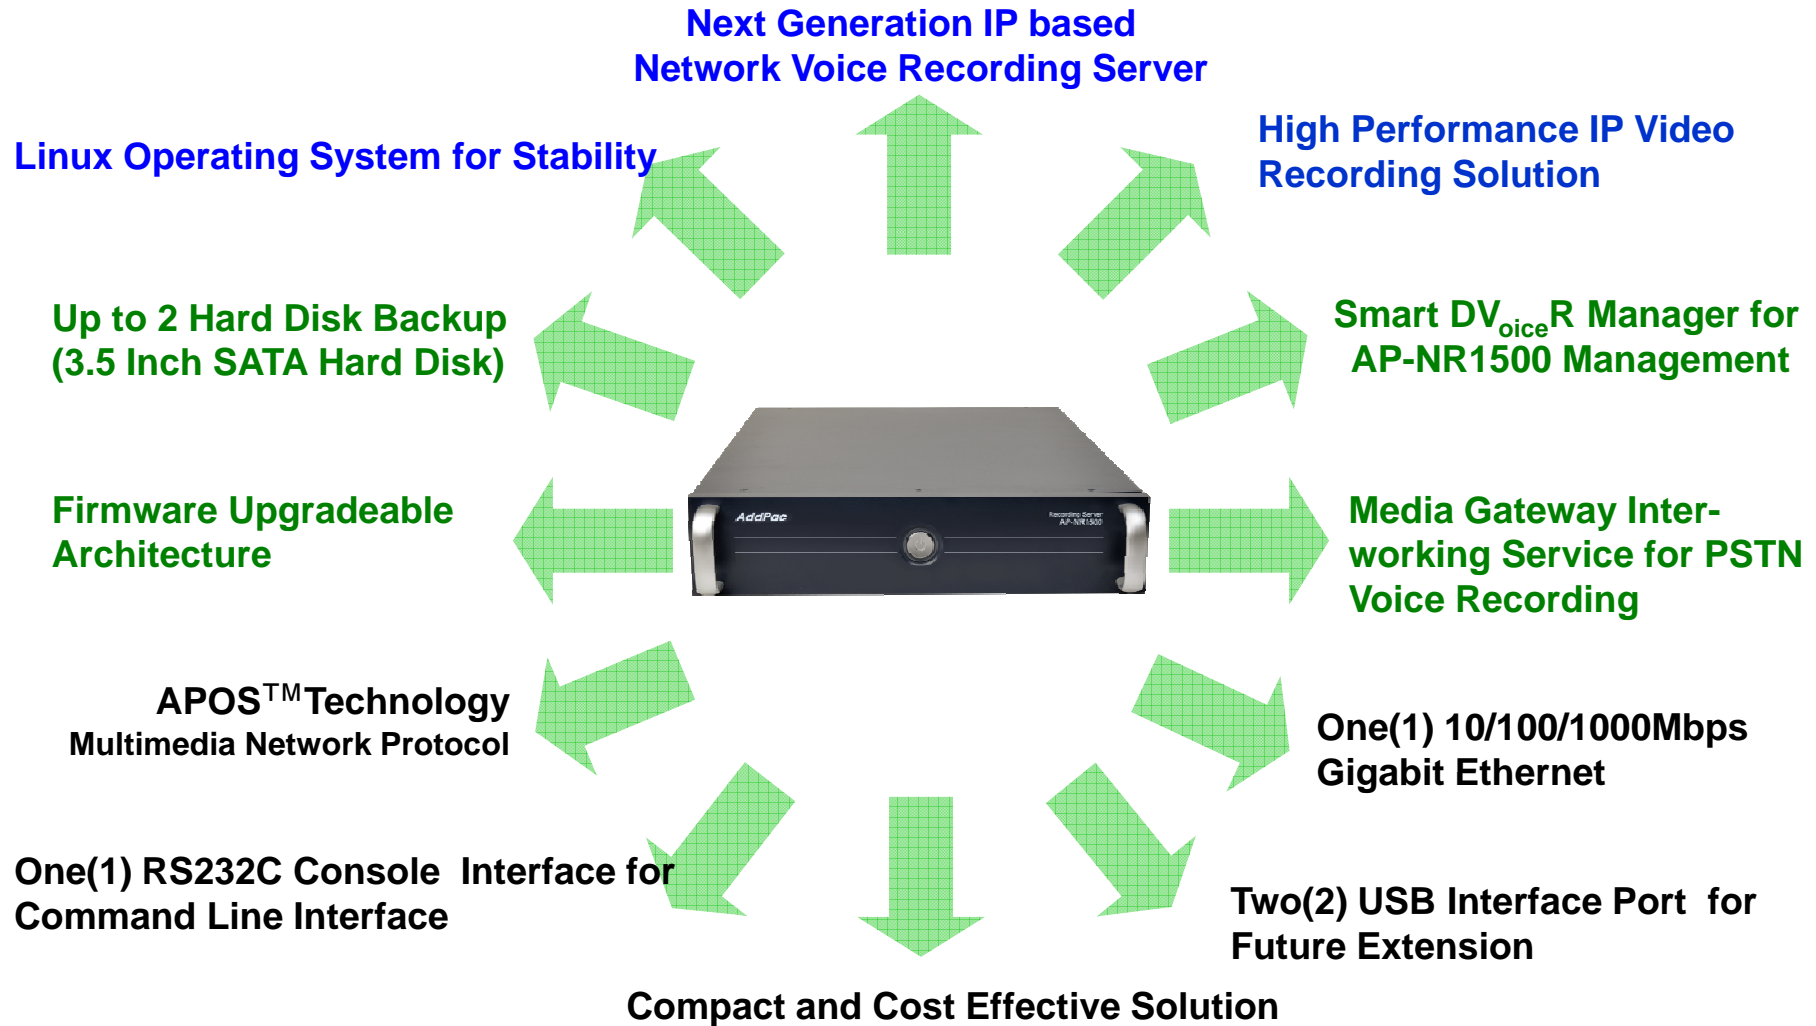 Next Generation IP based
Network Voice Recording Server
Linux Operating System for Stability
High Performance IP Video
Recording Solution
Up to 2 Hard Disk Backup
(3.5 Inch SATA Hard Disk)
Smart DVoiceR Manager for
AP-NR1500 Management
AddPac
Recording Server
AP-NR1500
Firmware Upgradeable
Architecture
Media Gateway Inter-
working Service for PSTN
Voice Recording
APOS™Technology
Multimedia Network Protocol
One(1) 10/100/1000Mbps
Gigabit Ethernet
One(1) RS232C Console Interface for
Command Line Interface
Two(2) USB Interface Port for
Future Extension
Compact and Cost Effective Solution